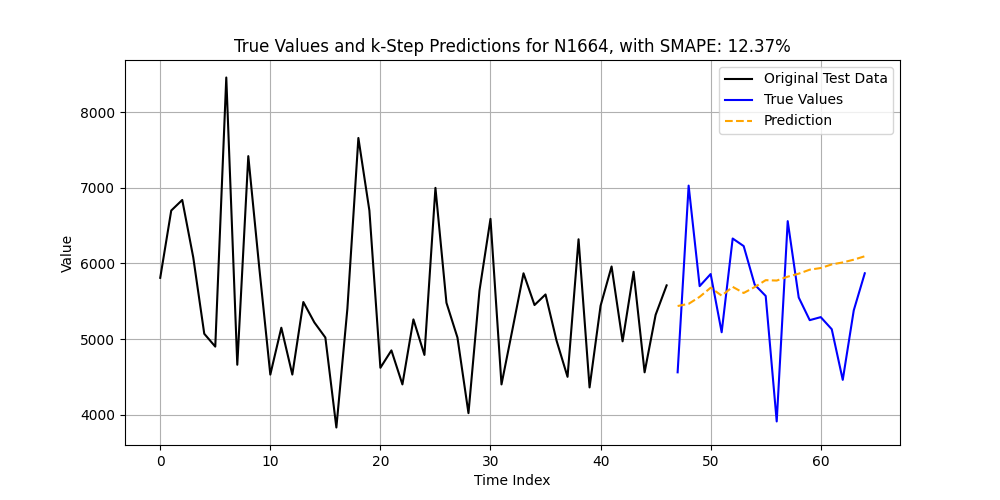 True Values and k-Step Predictions for N1664, with SMAPE: 12.37%
Original Test Data
True Values
Prediction
8000
7000
6000
5000
4000
Value
0 10 20 30 40 50 60
Time Index